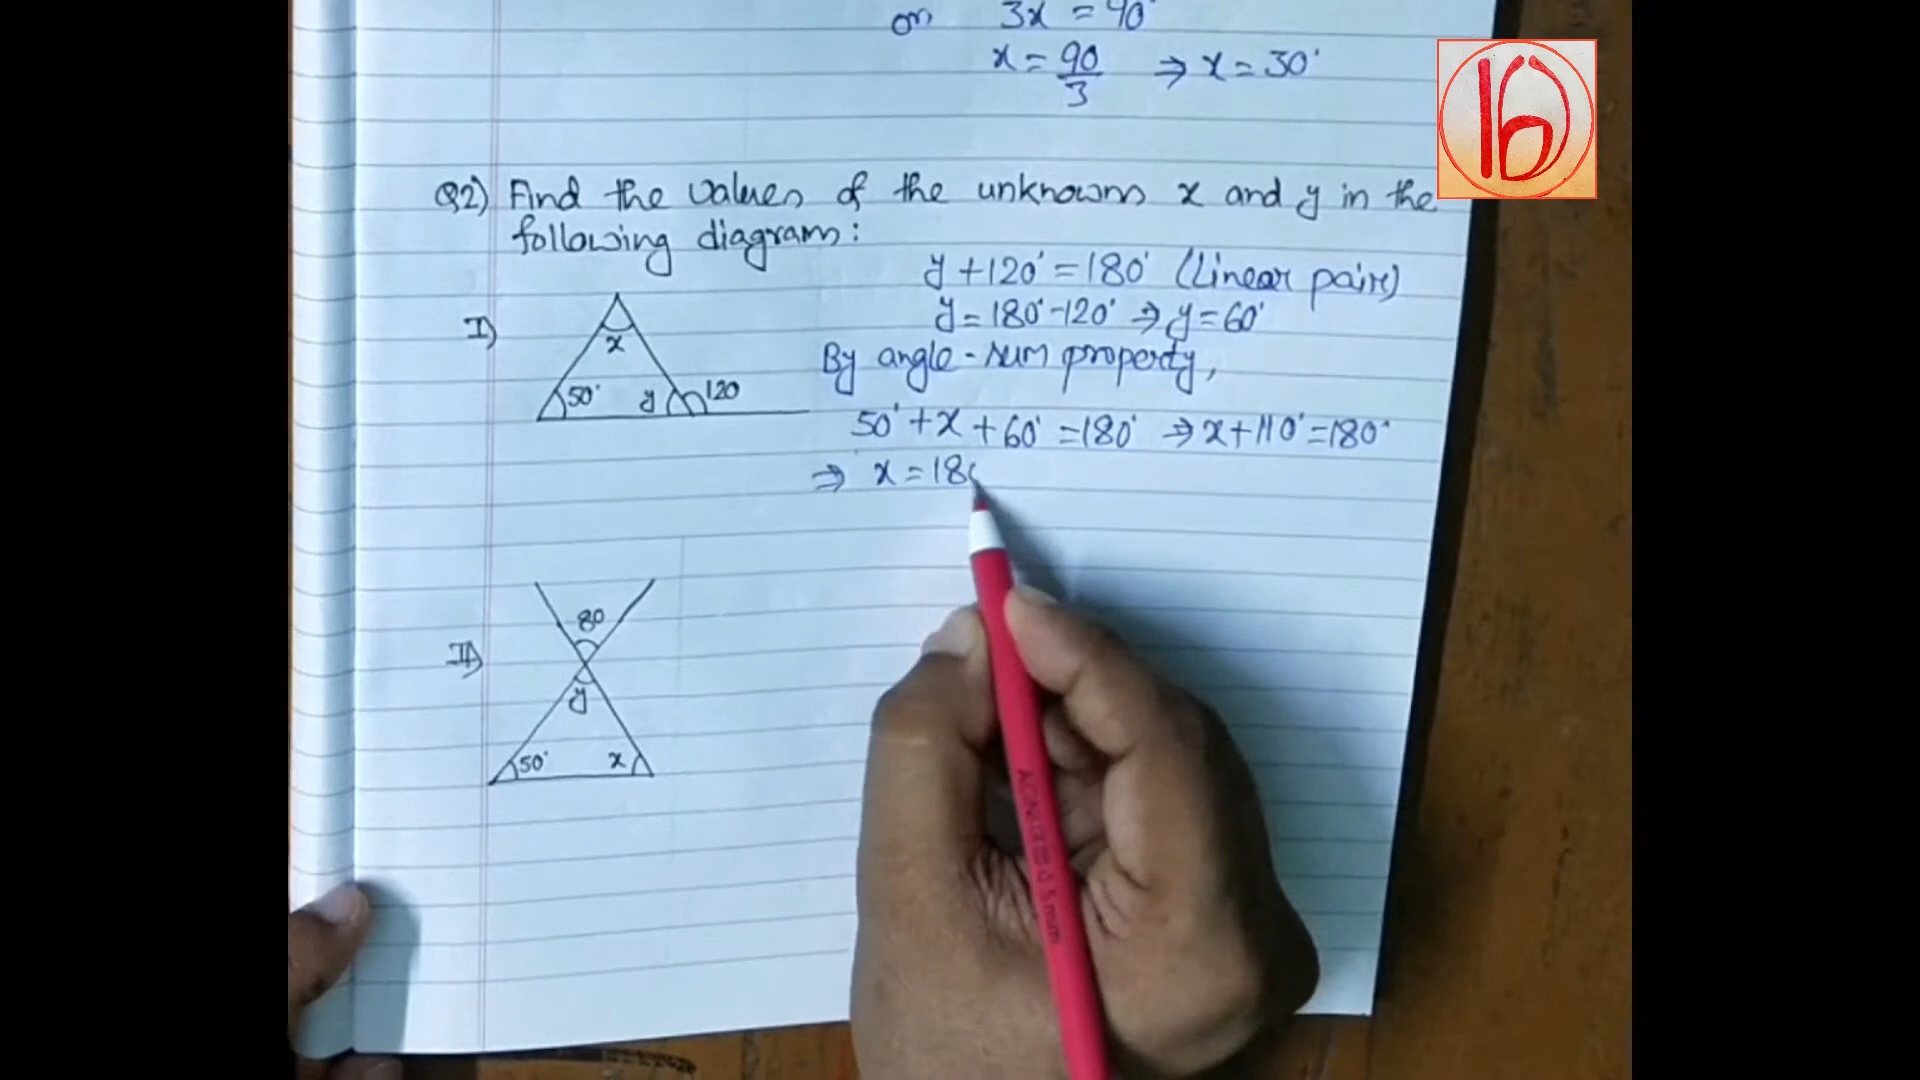 or 3x = 90°
x = 90/3 ⇒ x = 30°
Q2) Find the values of the unknowns x and y in the
following diagrams:
y + 120° = 180° (Linear pair)
y = 180° - 120° ⇒ y = 60°
By angle-sum property,
50° + x + 60° = 180° ⇒ x + 110° = 180°
⇒ x = 180
I)
x
50° y 120
II)
80
y
50° x